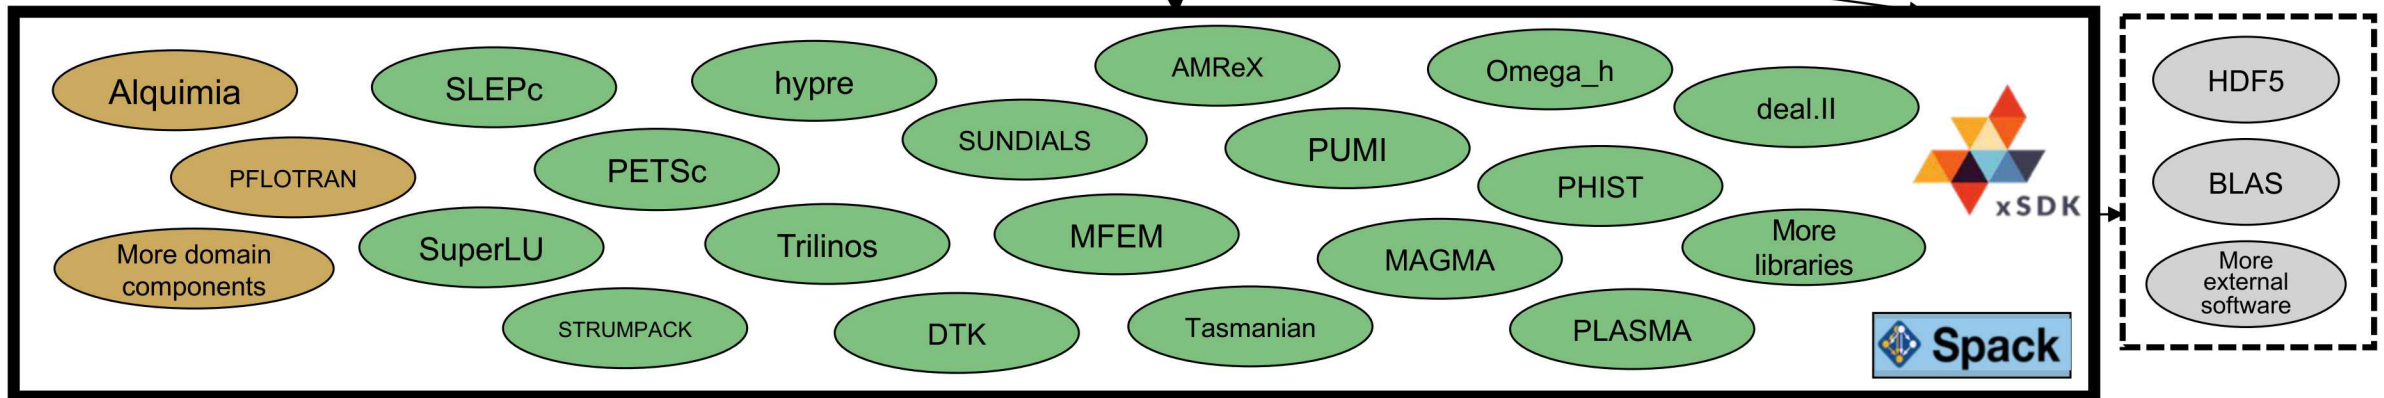 Alquimia
SLEPc
hypre
AMReX
Omega_h
deal.II
PFLOTRAN
PETSc
SUNDIALS
PUMI
PHIST
xSDK
More domain
components
SuperLU
Trilinos
MFEM
MAGMA
More
libraries
STRUMPACK
DTK
Tasmanian
PLASMA
Spack
HDF5
BLAS
More
external
software